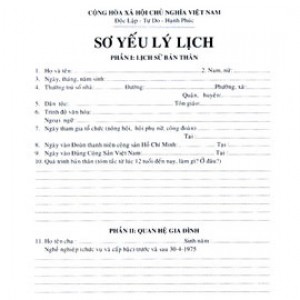 CỘNG HÒA XÃ HỘI CHỦ NGHĨA VIỆT NAM
Độc Lập - Tự Do - Hạnh Phúc
SƠ YẾU LÝ LỊCH
PHẦN I: LỊCH SỬ BẢN THÂN
1. Họ và tên: 2. Nam, nữ:
3. Ngày, tháng, năm sinh:
4. Thường trú số nhà: Đường: Phường, xã:
Quận, huyện:
5. Dân tộc: Tôn giáo:
6. Trình độ văn hóa:
Ngoại ngữ:
7. Ngày tham gia tổ chức (nông hội, hội phụ nữ, công đoàn):
Tại:
8. Ngày vào Đoàn thanh niên cộng sản Hồ Chí Minh: Tại:
9. Ngày vào Đảng Cộng Sản Việt Nam: Tại:
10. Quá trình bản thân (tóm tắc từ lúc 12 tuổi đến nay, làm gì? Ở đâu?)
PHẦN II: QUAN HỆ GIA ĐÌNH
11. Họ tên cha: Sinh năm
Nghề nghiệp (chức vụ và cấp bậc) trước và sau 30-4-1975